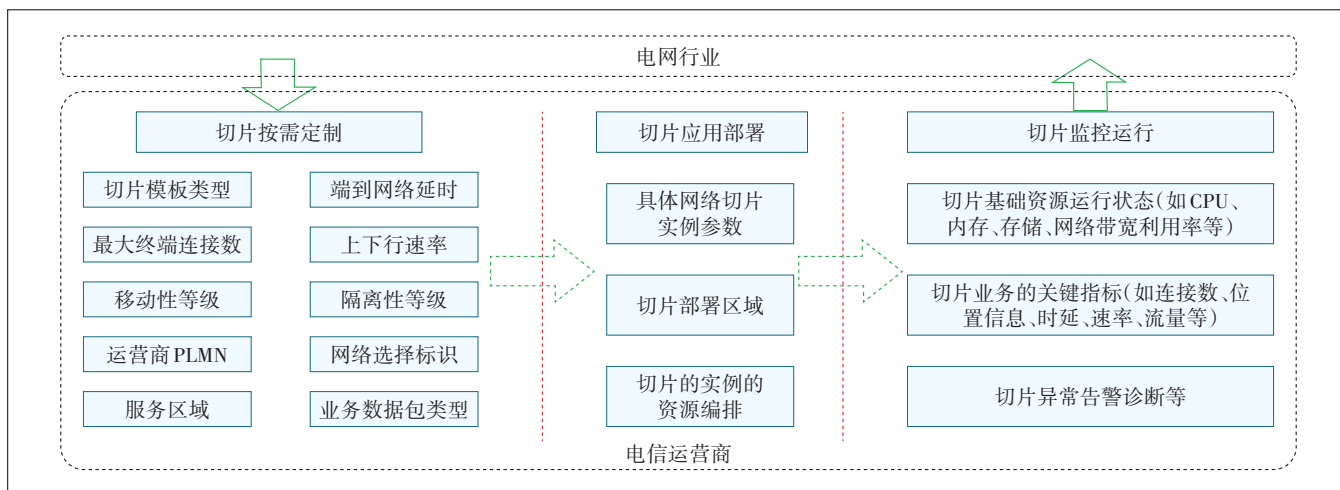 电网行业
切片按需定制
切片模板类型
端到网络延时
最大终端连接数
上下行速率
移动性等级
隔离性等级
运营商PLMN
网络选择标识
服务区域
业务数据包类型
切片应用部署
具体网络切片
实例参数
切片部署区域
切片的实例的
资源编排
切片监控运行
切片基础资源运行状态(如CPU、
内存、存储、网络带宽利用率等)
切片业务的关键指标(如连接数、位
置信息、时延、速率、流量等)
切片异常告警诊断等
电信运营商